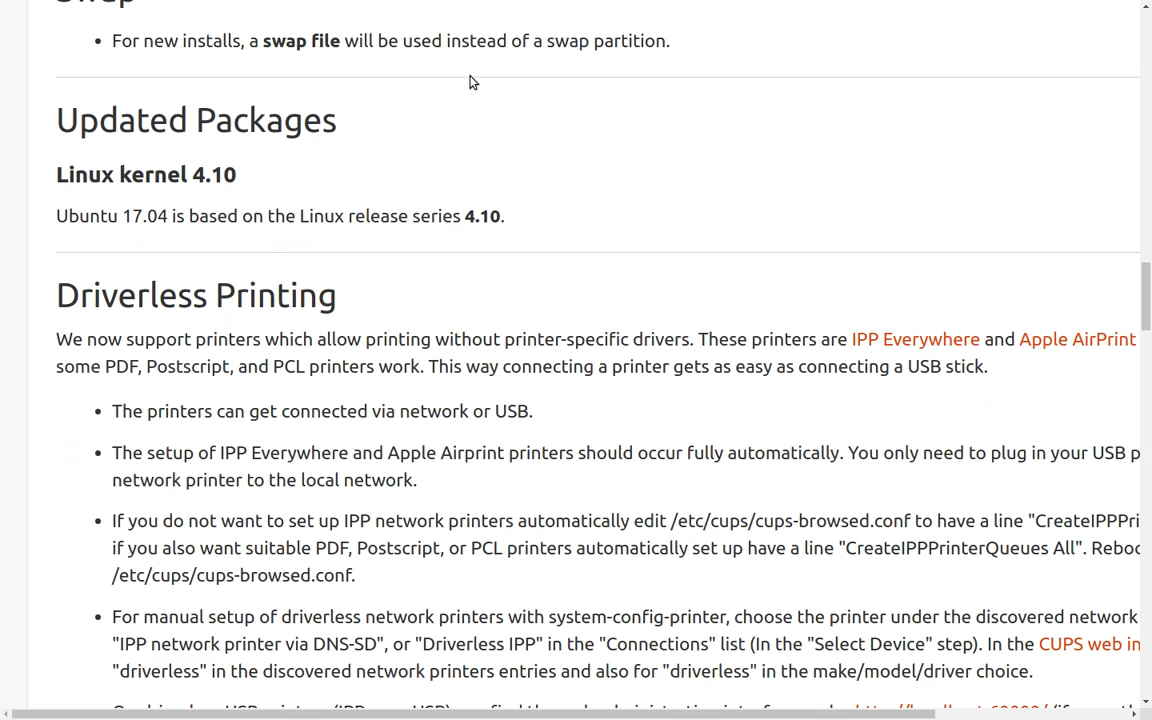 Swap
For new installs, a swap file will be used instead of a swap partition.
Updated Packages
Linux kernel 4.10
Ubuntu 17.04 is based on the Linux release series 4.10.
Driverless Printing
We now support printers which allow printing without printer-specific drivers. These printers are IPP Everywhere and Apple AirPrint
some PDF, Postscript, and PCL printers work. This way connecting a printer gets as easy as connecting a USB stick.
The printers can get connected via network or USB.
The setup of IPP Everywhere and Apple Airprint printers should occur fully automatically. You only need to plug in your USB p
network printer to the local network.
If you do not want to set up IPP network printers automatically edit /etc/cups/cups-browsed.conf to have a line "CreateIPPPri
if you also want suitable PDF, Postscript, or PCL printers automatically set up have a line "CreateIPPPrinterQueues All". Reboo
/etc/cups/cups-browsed.conf.
For manual setup of driverless network printers with system-config-printer, choose the printer under the discovered network
"IPP network printer via DNS-SD", or "Driverless IPP" in the "Connections" list (In the "Select Device" step). In the CUPS web in
"driverless" in the discovered network printers entries and also for "driverless" in the make/model/driver choice.